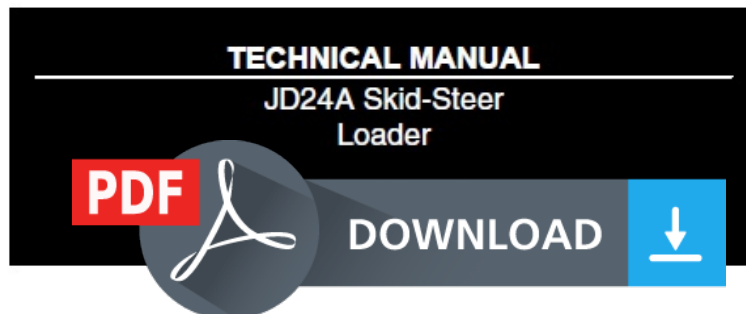 TECHNICAL MANUAL
JD24A Skid-Steer
Loader
PDF
DOWNLOAD